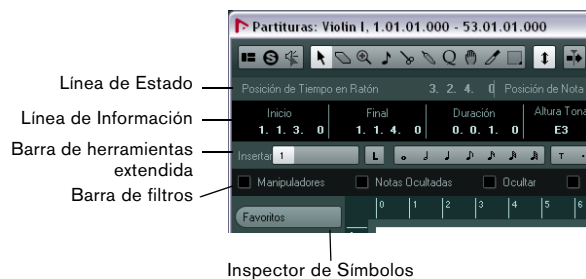 Partituras: Violin I, 1.01.01.000 - 53.01.01.000
Línea de Estado
Posición de Tiempo en Ratón 3. 2. 4. 0 Posición de Nota
Línea de Información
Inicio Final Duración Altura Tona
1. 1. 3. 0 1. 1. 4. 0 0. 0. 1. 0 E3
Barra de herramientas extendida
Insertar 1 L T
Barra de filtros
Manipuladores Notas Ocultadas Ocultar
Favoritos
0 1 2 3 4 5 6
Inspector de Símbolos